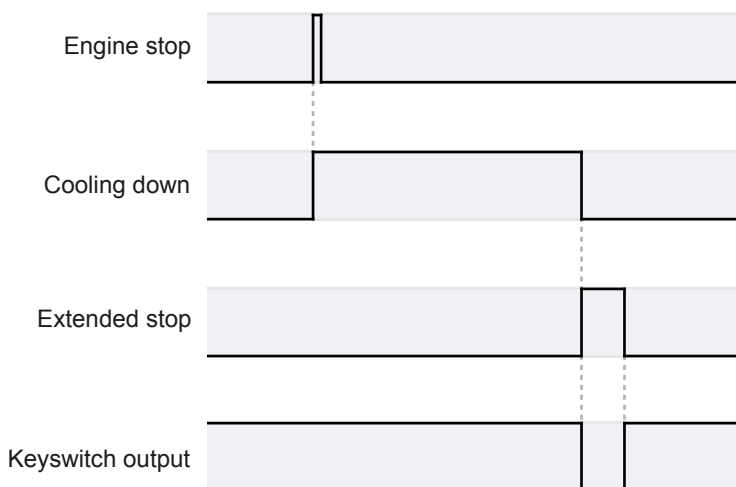 Engine stop
Cooling down
Extended stop
Keyswitch output